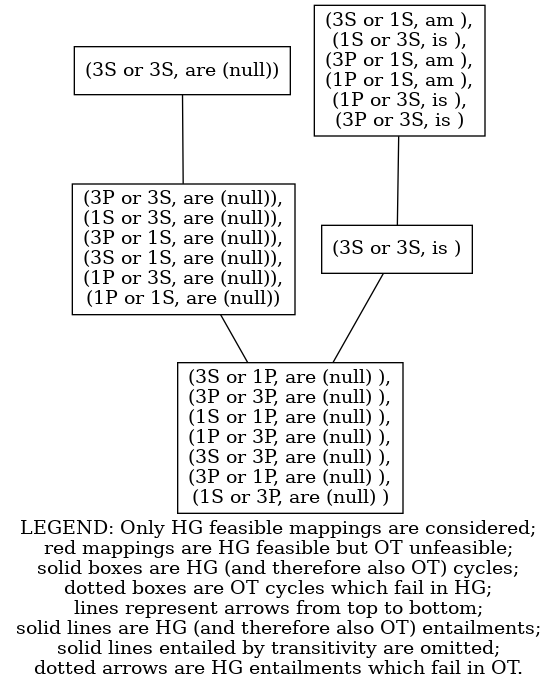 (3S or 3S, are (null))
(3S or 1S, am ),
(1S or 3S, is ),
(3P or 1S, am ),
(1P or 1S, am ),
(1P or 3S, is ),
(3P or 3S, is )
(3P or 3S, are (null)),
(1S or 3S, are (null)),
(3P or 1S, are (null)),
(3S or 1S, are (null)),
(1P or 3S, are (null)),
(1P or 1S, are (null))
(3S or 3S, is )
(3S or 1P, are (null) ),
(3P or 3P, are (null) ),
(1S or 1P, are (null) ),
(1P or 3P, are (null) ),
(3S or 3P, are (null) ),
(3P or 1P, are (null) ),
(1S or 3P, are (null) )
LEGEND: Only HG feasible mappings are considered;
red mappings are HG feasible but OT unfeasible;
solid boxes are HG (and therefore also OT) cycles;
dotted boxes are OT cycles which fail in HG;
lines represent arrows from top to bottom;
solid lines are HG (and therefore also OT) entailments;
solid lines entailed by transitivity are omitted;
dotted arrows are HG entailments which fail in OT.